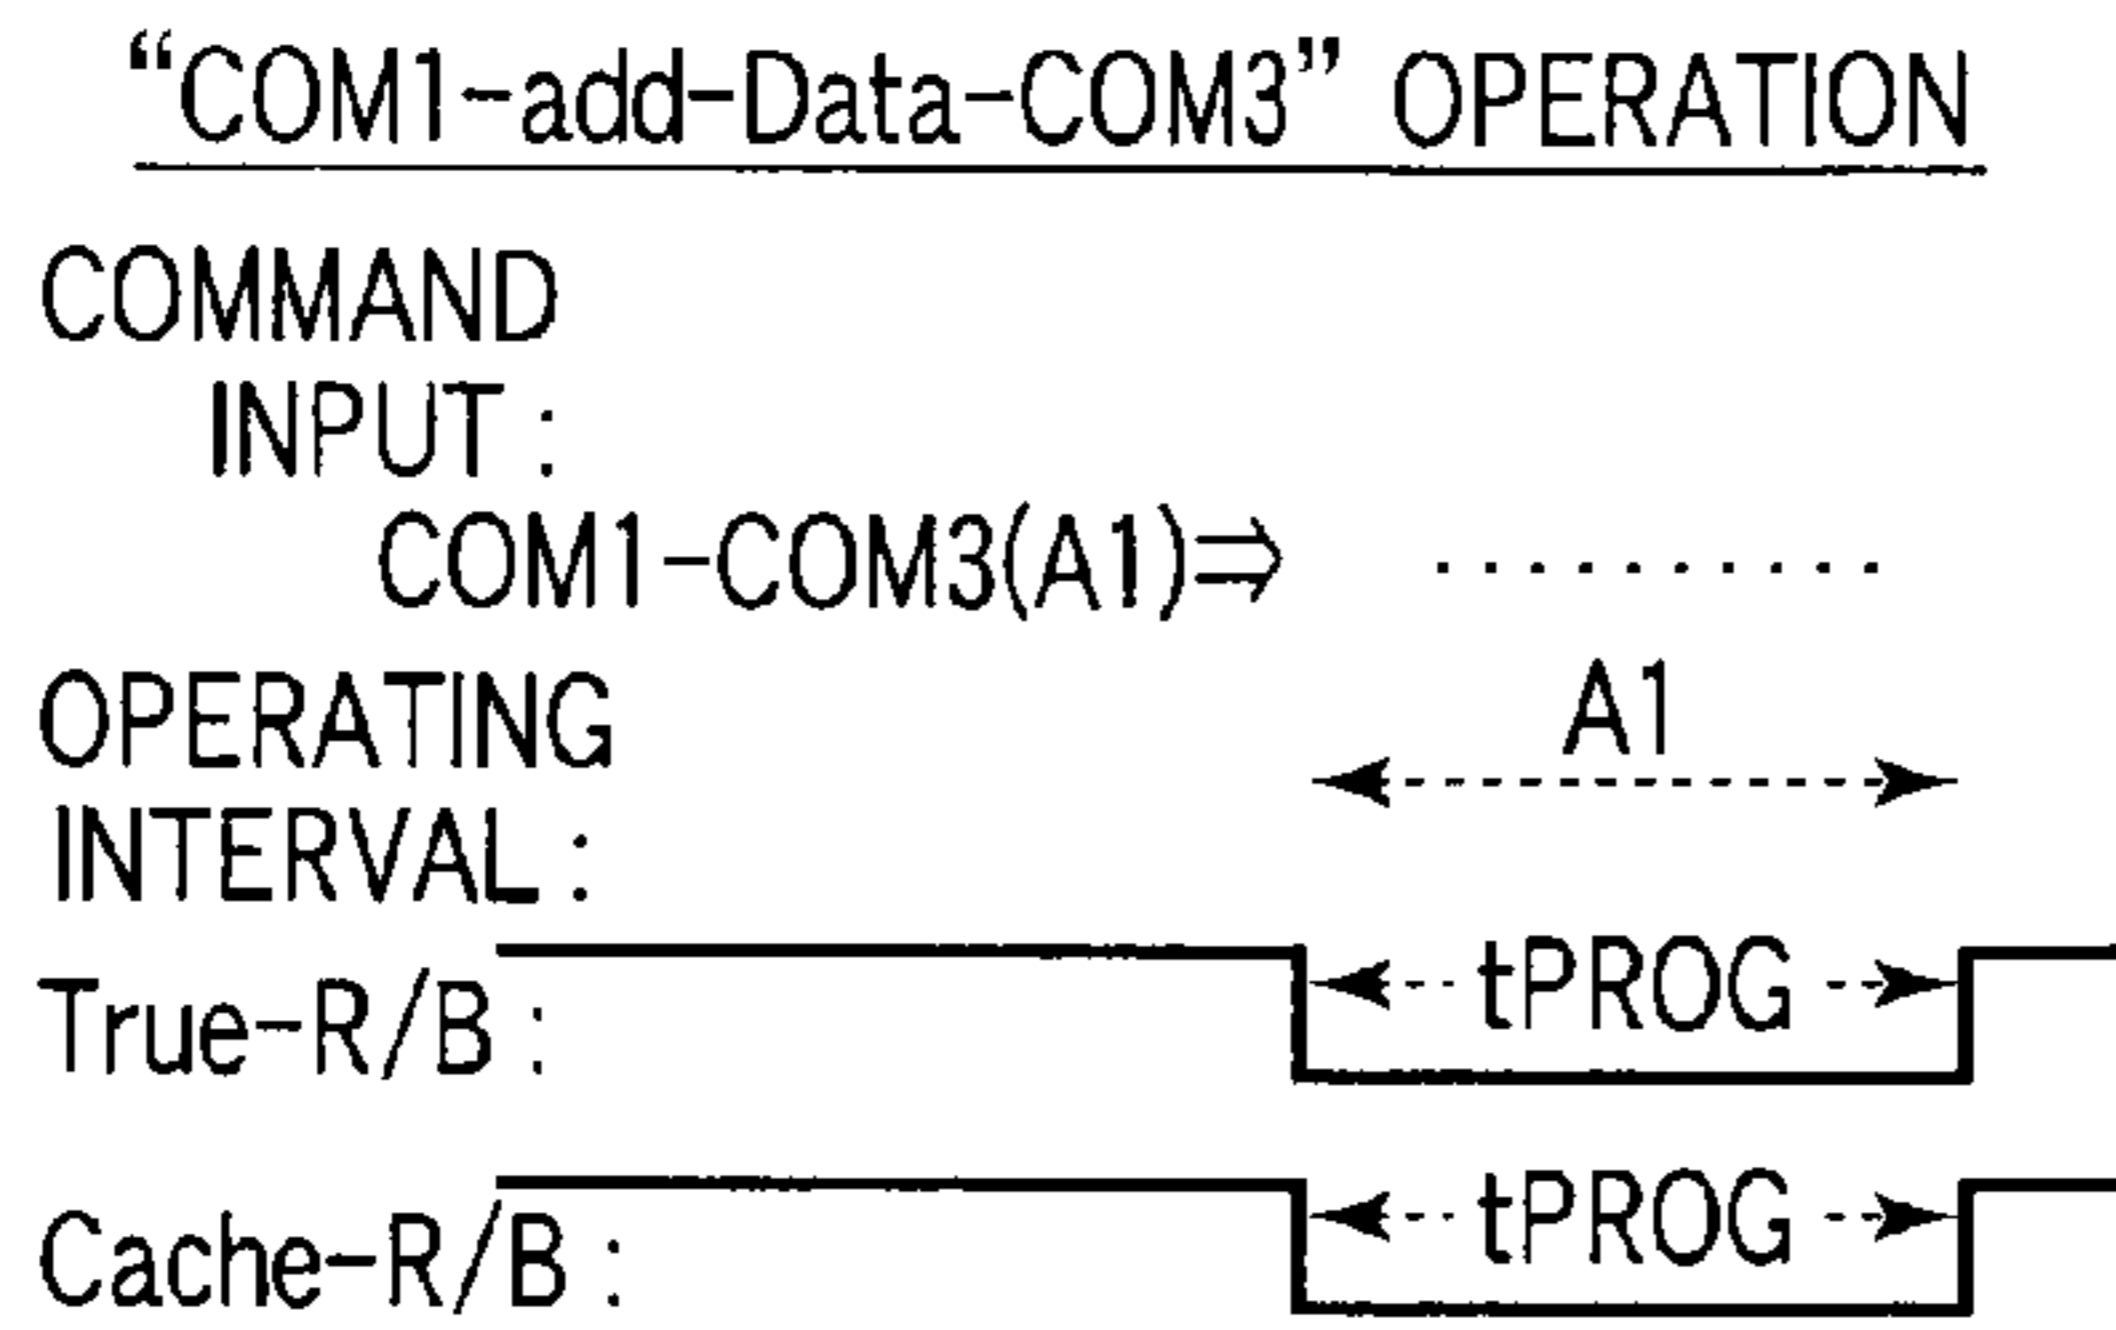 “COM1-add-Data-COM3” OPERATION
COMMAND
INPUT :
COM1-COM3(A1)⇒ ..........
OPERATING
INTERVAL :
A1
True-R/B :
tPROG
Cache-R/B :
tPROG